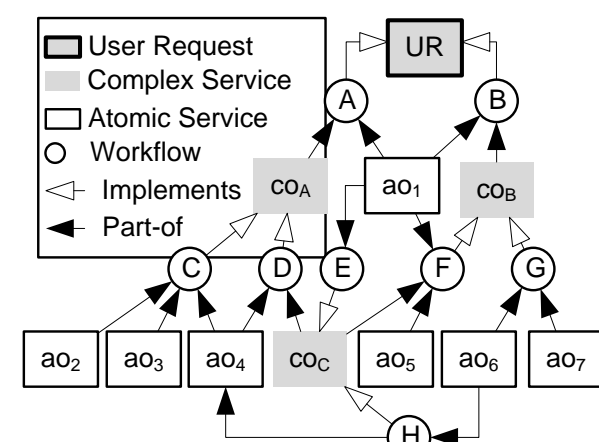 User Request
Complex Service
Atomic Service
Workflow
Implements
Part-of
UR
A
B
coA
ao1
coB
C
D
E
F
G
ao2
ao3
ao4
coC
ao5
ao6
ao7
H